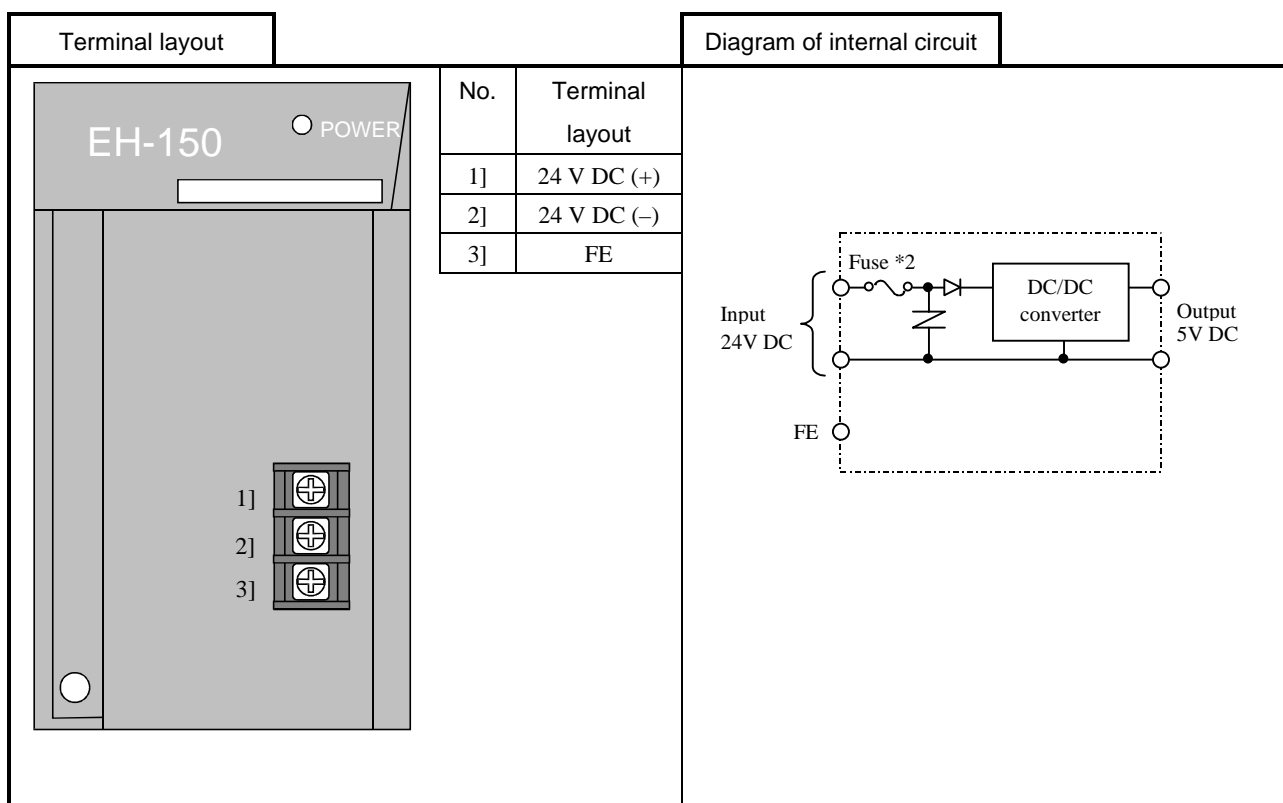 Terminal layout
Diagram of internal circuit
EH-150
POWER
No. Terminal
layout
1] 24 V DC (+)
2] 24 V DC (–)
3] FE
1]
2]
3]
Fuse *2
DC/DC
converter
Input
24V DC
Output
5V DC
FE